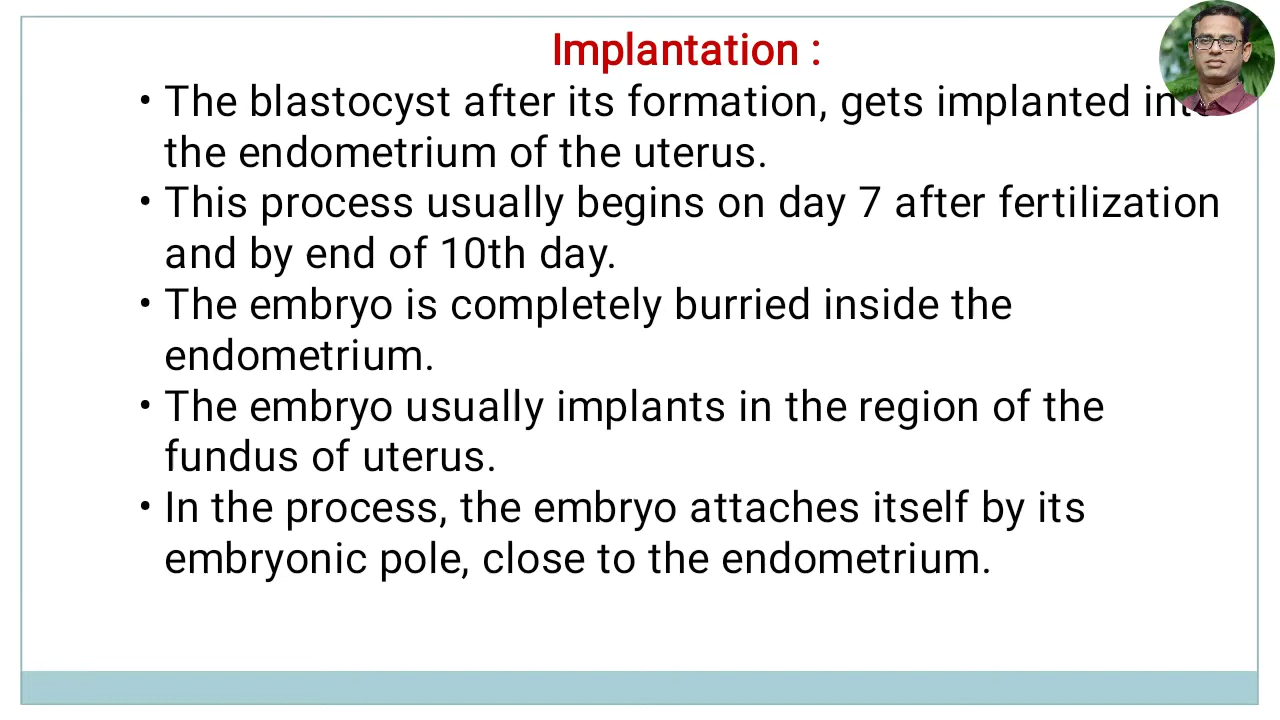 Implantation :
• The blastocyst after its formation, gets implanted
the endometrium of the uterus.
• This process usually begins on day 7 after fertilization
and by end of 10th day.
• The embryo is completely burried inside the
endometrium.
• The embryo usually implants in the region of the
fundus of uterus.
• In the process, the embryo attaches itself by its
embryonic pole, close to the endometrium.